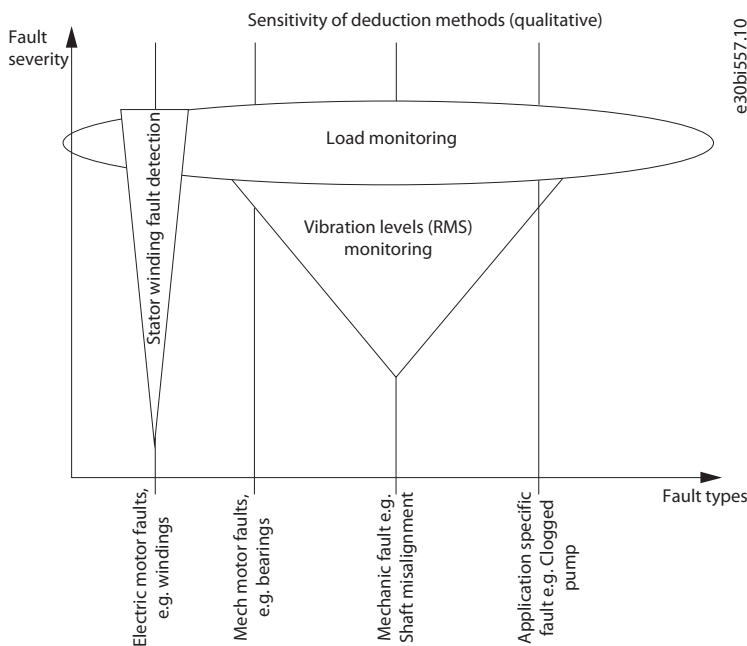 Sensitivity of deduction methods (qualitative)
Fault
severity
e30bi557.10
Load monitoring
Stator winding fault detection
Vibration levels (RMS)
monitoring
Fault types
Electric motor faults,
e.g. windings
Mech motor faults,
e.g. bearings
Mechanic fault e.g.
Shaft misalignment
Application specific
fault e.g. Clogged
pump